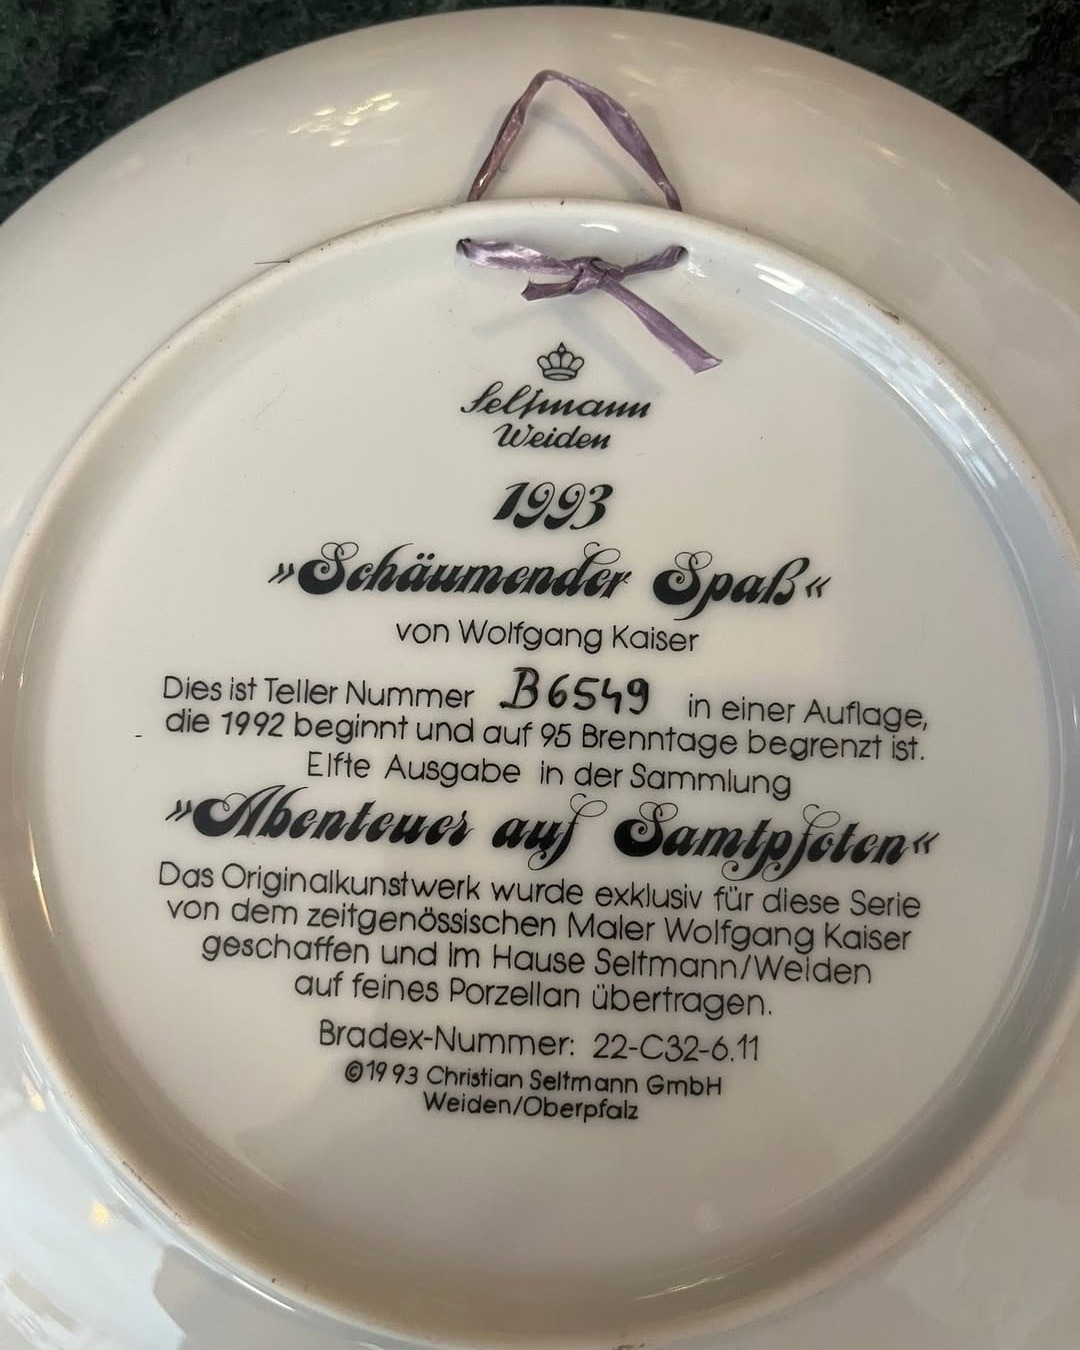 Seltmann
Weiden
1993
»Schäumender Spaß«
von Wolfgang Kaiser
Dies ist Teller Nummer B6549 in einer Auflage,
die 1992 beginnt und auf 95 Brenntage begrenzt ist.
Elfte Ausgabe in der Sammlung
»Abenteuer auf Samtpfoten«
Das Originalkunstwerk wurde exklusiv für diese Serie
von dem zeitgenössischen Maler Wolfgang Kaiser
geschaffen und im Hause Seltmann/Weiden
auf feines Porzellan übertragen.
Bradex-Nummer: 22-C32-6.11
©1993 Christian Seltmann GmbH
Weiden/Oberpfalz